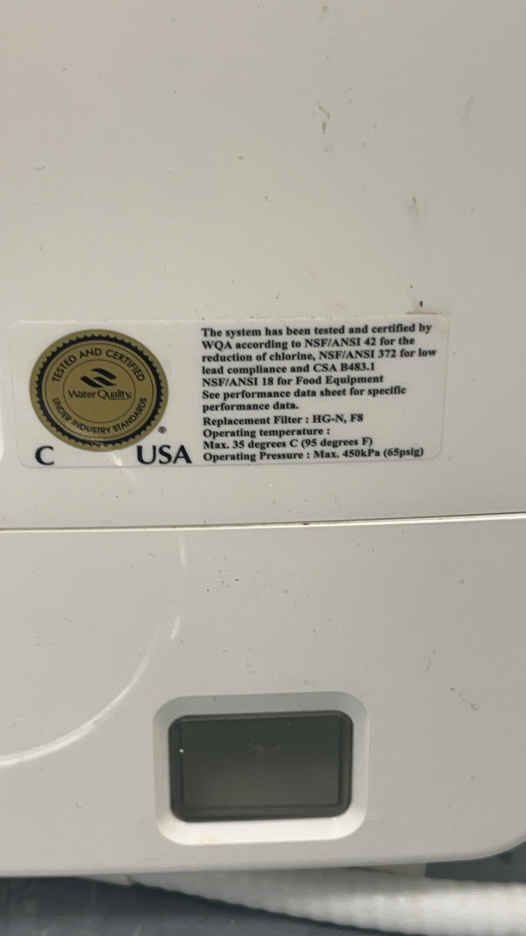 TESTED AND CERTIFIED
Water Quality
UNDER INDUSTRY STANDARDS
®
C USA
The system has been tested and certified by
WQA according to NSF/ANSI 42 for the
reduction of chlorine, NSF/ANSI 372 for low
lead compliance and CSA B483.1
NSF/ANSI 18 for Food Equipment
See performance data sheet for specific
performance data.
Replacement Filter : HG-N, F8
Operating temperature :
Max. 35 degrees C (95 degrees F)
Operating Pressure : Max. 450kPa (65psig)